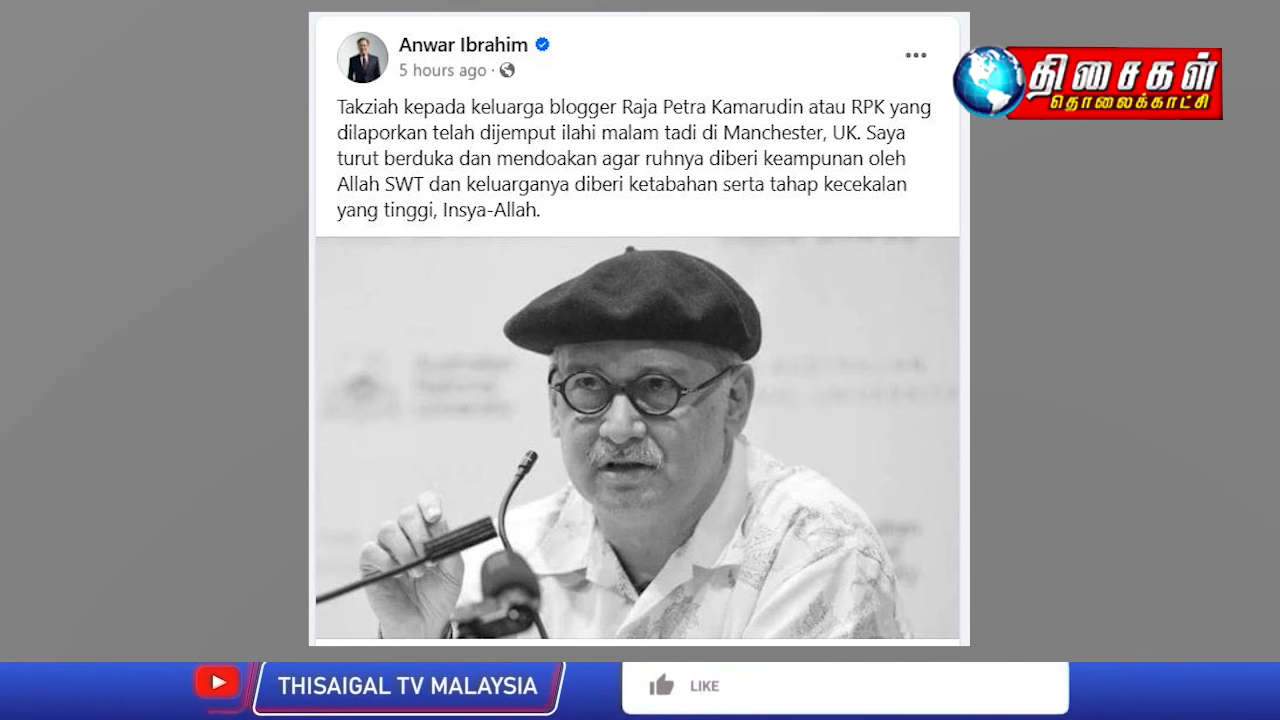 Anwar Ibrahim
5 hours ago ·
Takziah kepada keluarga blogger Raja Petra Kamarudin atau RPK yang
dilaporkan telah dijemput ilahi malam tadi di Manchester, UK. Saya
turut berduka dan mendoakan agar ruhnya diberi keampunan oleh
Allah SWT dan keluarganya diberi ketabahan serta tahap kecekalan
yang tinggi, Insya-Allah.
திசைகள்
தொலைக்காட்சி
THISAIGAL TV MALAYSIA
LIKE